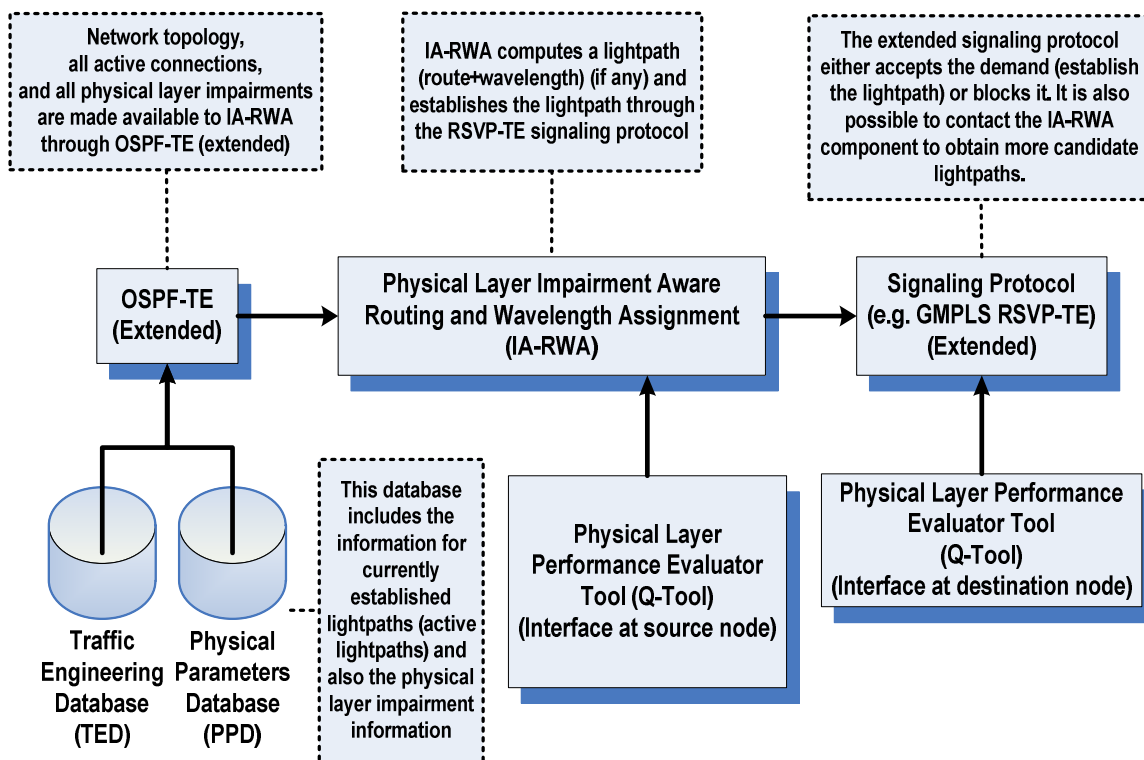 Network topology,
all active connections,
and all physical layer impairments
are made available to IA-RWA
through OSPF-TE (extended)
IA-RWA computes a lightpath
(route+wavelength) (if any) and
establishes the lightpath through
the RSVP-TE signaling protocol
The extended signaling protocol
either accepts the demand (establish
the lightpath) or blocks it. It is also
possible to contact the IA-RWA
component to obtain more candidate
lightpaths.
OSPF-TE
(Extended)
Physical Layer Impairment Aware
Routing and Wavelength Assignment
(IA-RWA)
Signaling Protocol
(e.g. GMPLS RSVP-TE)
(Extended)
Traffic
Engineering
Database
(TED)
Physical
Parameters
Database
(PPD)
This database
includes the
information for
currently
established
lightpaths (active
lightpaths) and
also the physical
layer impairment
information
Physical Layer
Performance Evaluator
Tool (Q-Tool)
(Interface at source node)
Physical Layer Performance
Evaluator Tool
(Q-Tool)
(Interface at destination node)